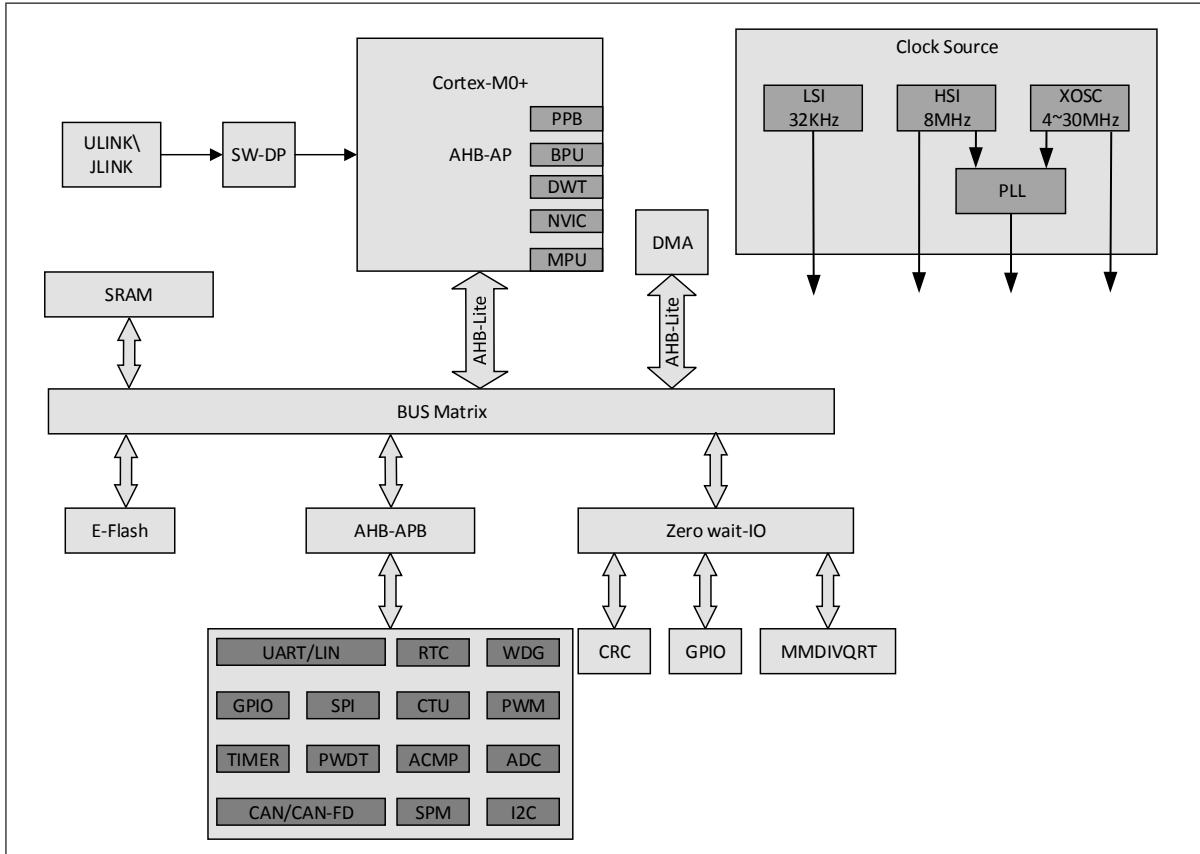 Clock Source
LSI
32KHz
HSI
8MHz
XOSC
4~30MHz
PLL
Cortex-M0+
AHB-AP
PPB
BPU
DWT
NVIC
MPU
ULINK\
JLINK
SW-DP
DMA
SRAM
AHB-Lite
AHB-Lite
BUS Matrix
E-Flash
AHB-APB
Zero wait-IO
UART/LIN
RTC
WDG
GPIO
SPI
CTU
PWM
TIMER
PWDT
ACMP
ADC
CAN/CAN-FD
SPM
I2C
CRC
GPIO
MMDIVQRT